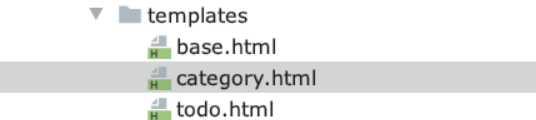 templates
H base.html
H category.html
H todo.html